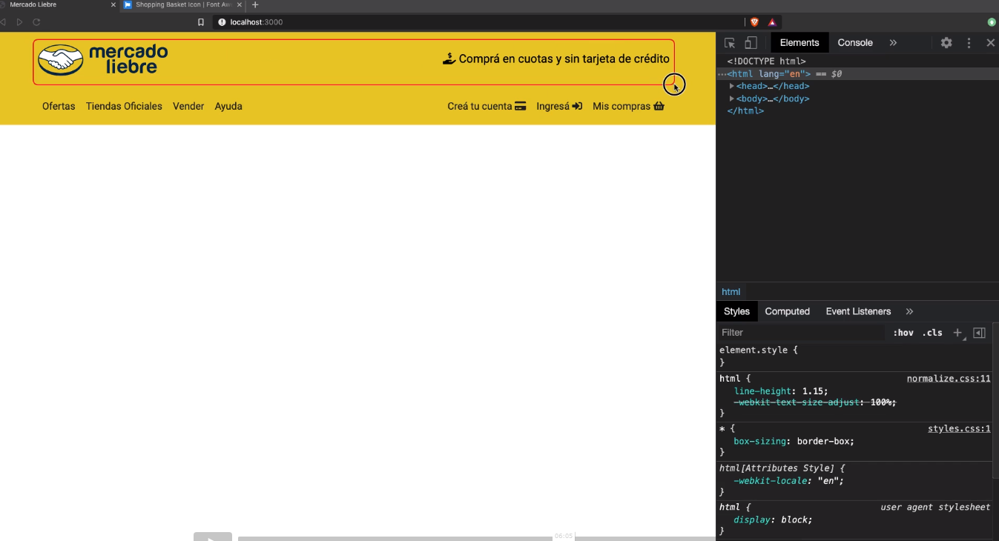 Mercado Liebre
Shopping Basket Icon | Font Aw
localhost:3000
mercado
liebre
Comprá en cuotas y sin tarjeta de crédito
Ofertas Tiendas Oficiales Vender Ayuda
Creá tu cuenta Ingresá Mis compras
06:05
Elements Console »
<!DOCTYPE html>
…<html lang="en"> == $0
<head>…</head>
<body>…</body>
</html>
html
Styles Computed Event Listeners »
Filter :hov .cls +
element.style {
}
html { normalize.css:11
line-height: 1.15;
-webkit-text-size-adjust: 100%;
}
* { styles.css:1
box-sizing: border-box;
}
html[Attributes Style] {
-webkit-locale: "en";
}
html { user agent stylesheet
display: block;
}